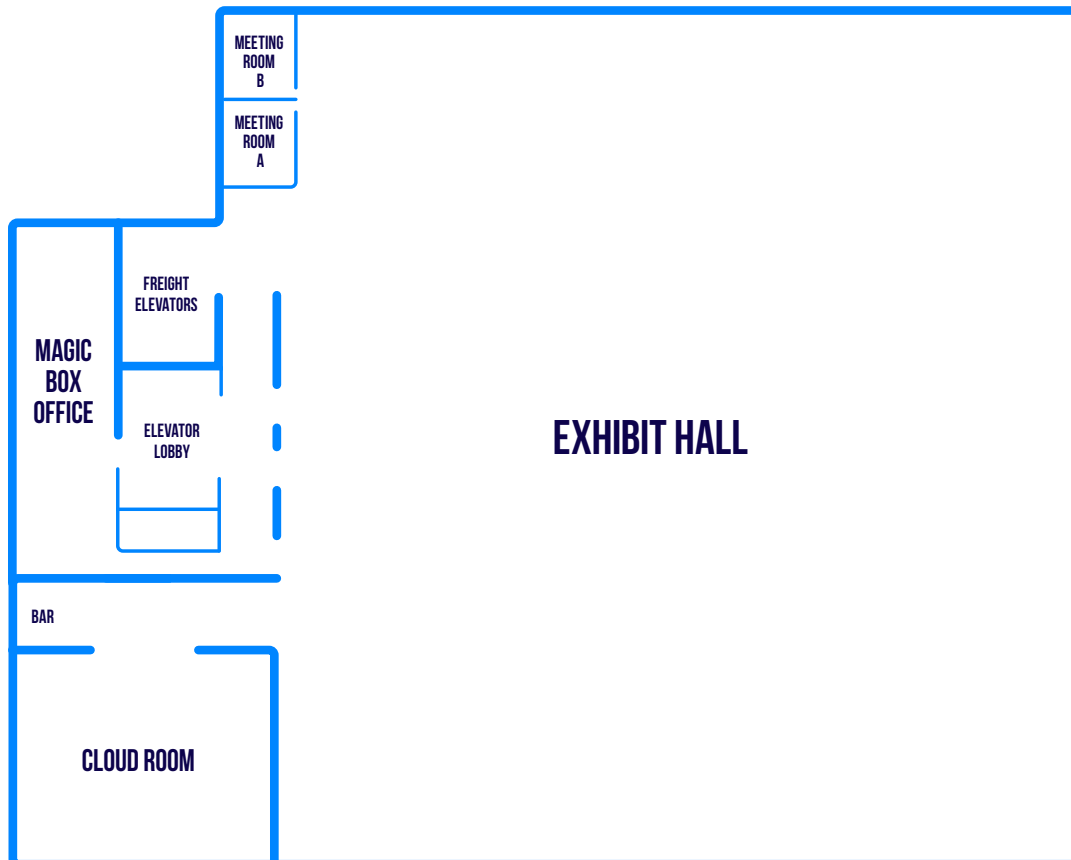 MEETING
ROOM
B
MEETING
ROOM
A
FREIGHT
ELEVATORS
MAGIC
BOX
OFFICE
ELEVATOR
LOBBY
EXHIBIT HALL
BAR
CLOUD ROOM